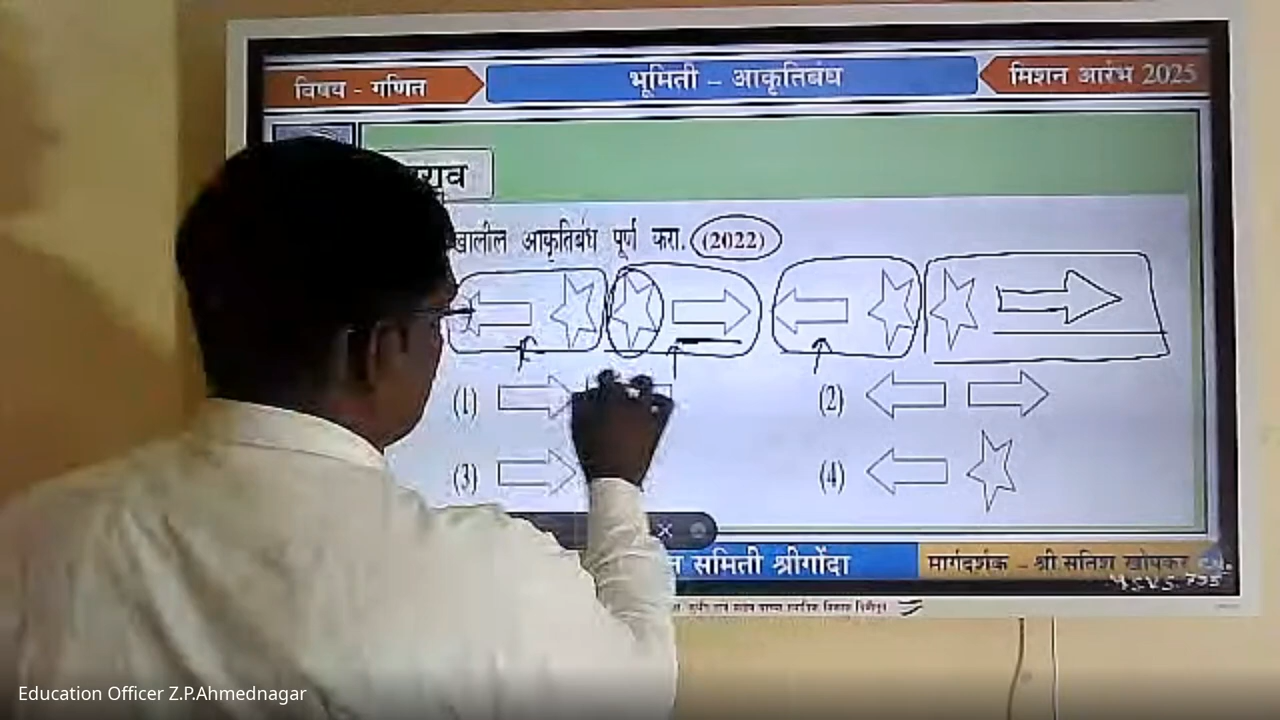 विषय - गणित
भूमिती – आकृतिबंध
मिशन आरंभ 2025
खालील आकृतिबंध पूर्ण करा. (2022)
(1)
(2)
(3)
(4)
समिती श्रीगोंदा
मार्गदर्शक - श्री सतिश खोपकर
Education Officer Z.P.Ahmednagar